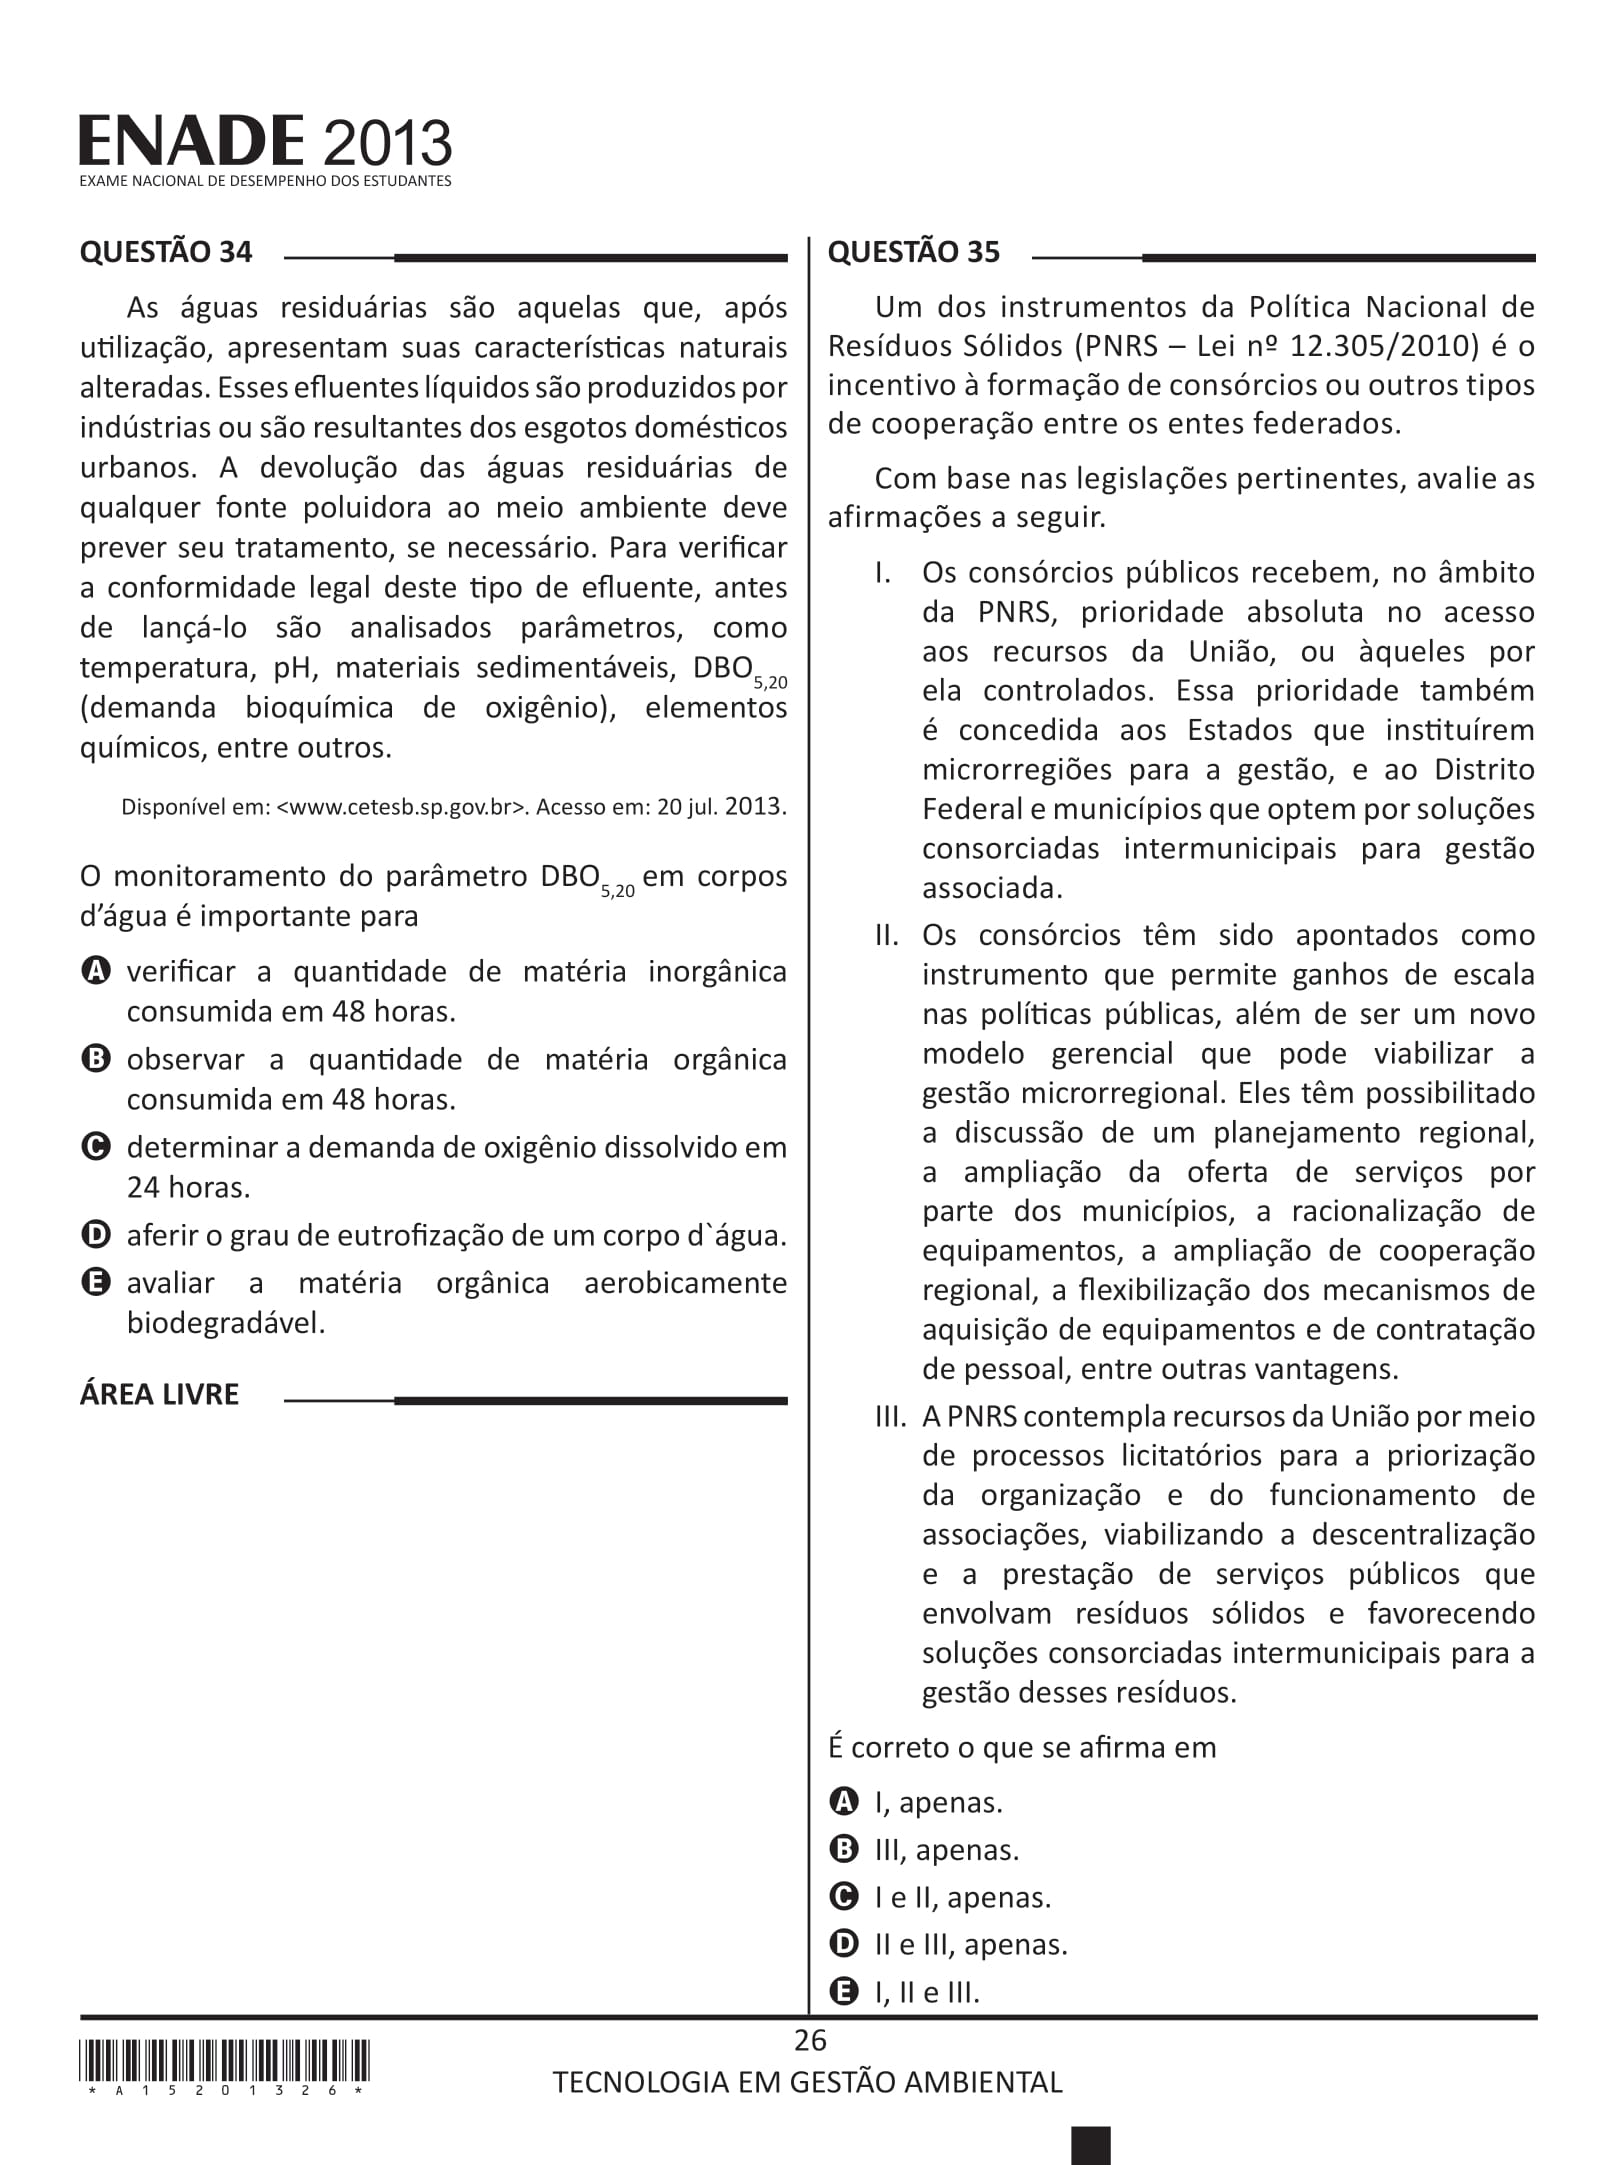 ENADE 2013
EXAME NACIONAL DE DESEMPENHO DOS ESTUDANTES
QUESTÃO 34
As águas residuárias são aquelas que, após
utilização, apresentam suas características naturais
alteradas. Esses efluentes líquidos são produzidos por
indústrias ou são resultantes dos esgotos domésticos
urbanos. A devolução das águas residuárias de
qualquer fonte poluidora ao meio ambiente deve
prever seu tratamento, se necessário. Para verificar
a conformidade legal deste tipo de efluente, antes
de lançá-lo são analisados parâmetros, como
temperatura, pH, materiais sedimentáveis, DBO5,20
(demanda bioquímica de oxigênio), elementos
químicos, entre outros.
Disponível em: <www.cetesb.sp.gov.br>. Acesso em: 20 jul. 2013.
O monitoramento do parâmetro DBO5,20 em corpos
d’água é importante para
A verificar a quantidade de matéria inorgânica
consumida em 48 horas.
B observar a quantidade de matéria orgânica
consumida em 48 horas.
C determinar a demanda de oxigênio dissolvido em
24 horas.
D aferir o grau de eutrofização de um corpo d`água.
E avaliar a matéria orgânica aerobicamente
biodegradável.
ÁREA LIVRE
QUESTÃO 35
Um dos instrumentos da Política Nacional de
Resíduos Sólidos (PNRS – Lei nº 12.305/2010) é o
incentivo à formação de consórcios ou outros tipos
de cooperação entre os entes federados.
Com base nas legislações pertinentes, avalie as
afirmações a seguir.
I. Os consórcios públicos recebem, no âmbito
da PNRS, prioridade absoluta no acesso
aos recursos da União, ou àqueles por
ela controlados. Essa prioridade também
é concedida aos Estados que instituírem
microrregiões para a gestão, e ao Distrito
Federal e municípios que optem por soluções
consorciadas intermunicipais para gestão
associada.
II. Os consórcios têm sido apontados como
instrumento que permite ganhos de escala
nas políticas públicas, além de ser um novo
modelo gerencial que pode viabilizar a
gestão microrregional. Eles têm possibilitado
a discussão de um planejamento regional,
a ampliação da oferta de serviços por
parte dos municípios, a racionalização de
equipamentos, a ampliação de cooperação
regional, a flexibilização dos mecanismos de
aquisição de equipamentos e de contratação
de pessoal, entre outras vantagens.
III. A PNRS contempla recursos da União por meio
de processos licitatórios para a priorização
da organização e do funcionamento de
associações, viabilizando a descentralização
e a prestação de serviços públicos que
envolvam resíduos sólidos e favorecendo
soluções consorciadas intermunicipais para a
gestão desses resíduos.
É correto o que se afirma em
A I, apenas.
B III, apenas.
C I e II, apenas.
D II e III, apenas.
E I, II e III.
26
TECNOLOGIA EM GESTÃO AMBIENTAL
* A 1 5 2 0 1 3 2 6 *